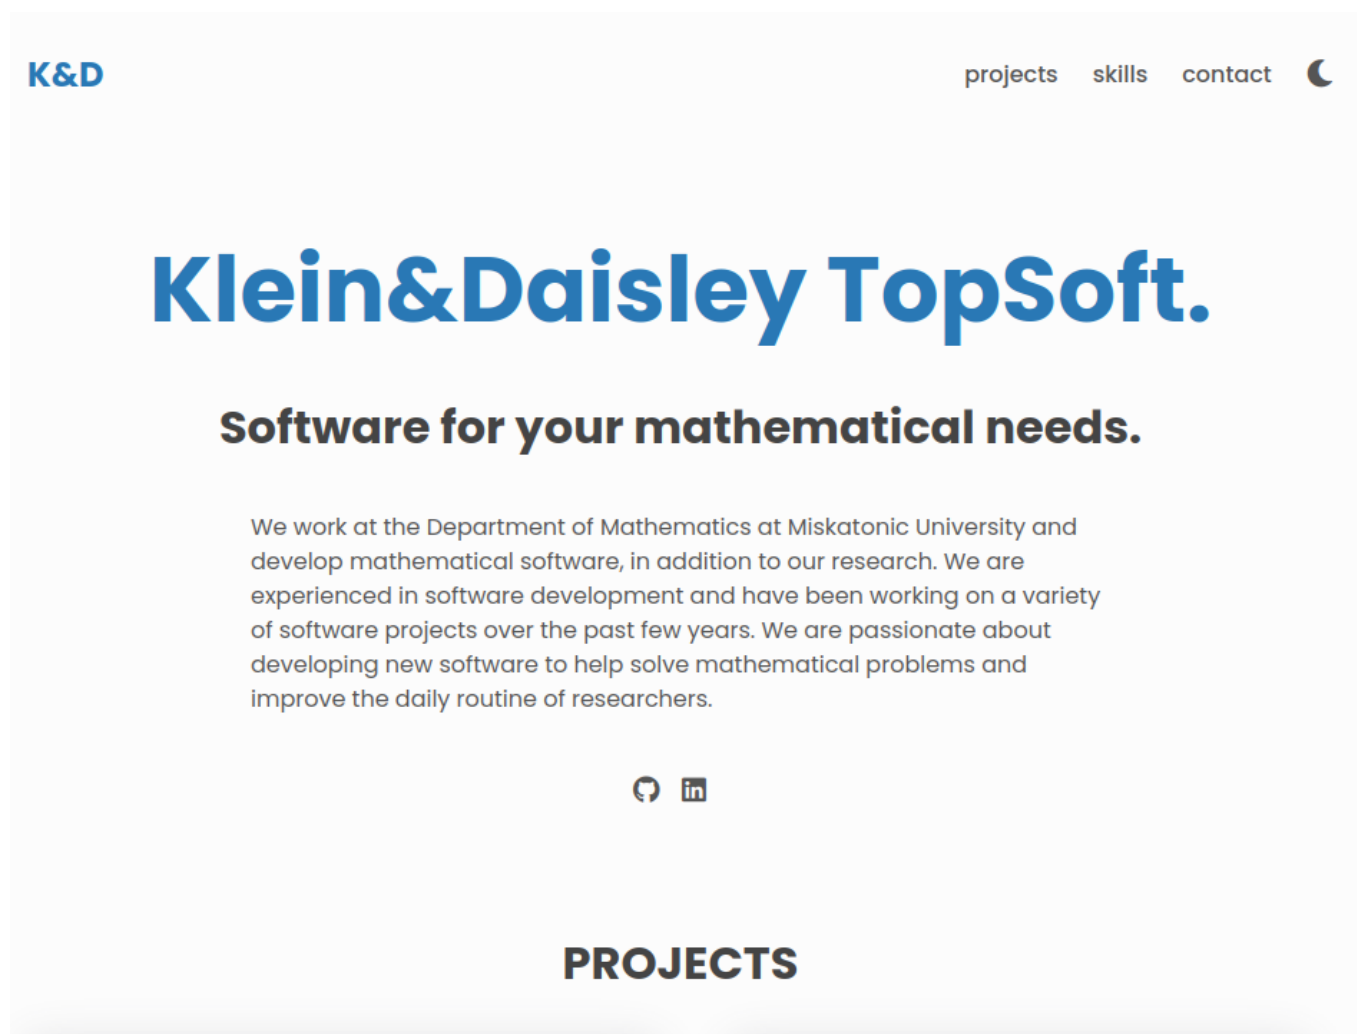 K&D
projects skills contact
Klein&Daisley TopSoft.
Software for your mathematical needs.
We work at the Department of Mathematics at Miskatonic University and
develop mathematical software, in addition to our research. We are
experienced in software development and have been working on a variety
of software projects over the past few years. We are passionate about
developing new software to help solve mathematical problems and
improve the daily routine of researchers.
in
PROJECTS